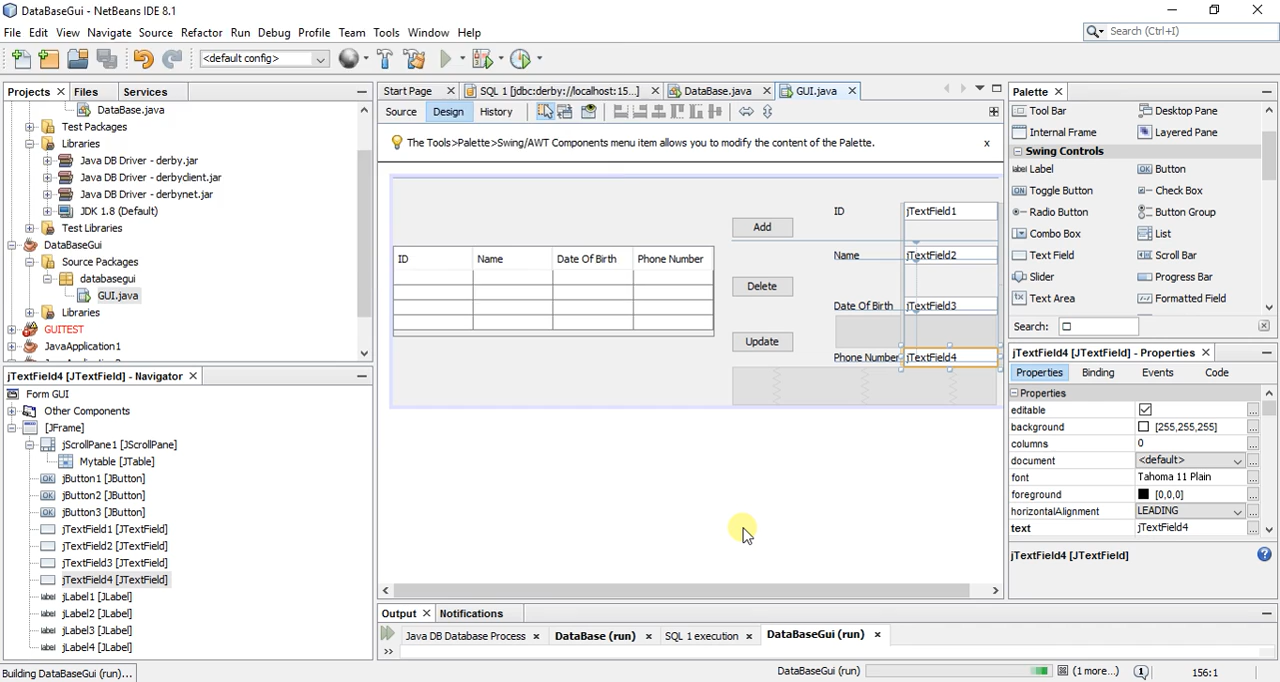 DataBaseGui - NetBeans IDE 8.1
File Edit View Navigate Source Refactor Run Debug Profile Team Tools Window Help
Search (Ctrl+I)
<default config>
Projects Files Services
DataBase.java
Test Packages
Libraries
Java DB Driver - derby.jar
Java DB Driver - derbyclient.jar
Java DB Driver - derbynet.jar
JDK 1.8 (Default)
Test Libraries
DataBaseGui
Source Packages
databasegui
GUI.java
Libraries
GUITEST
JavaApplication1
jTextField4 [JTextField] - Navigator
Form GUI
Other Components
[JFrame]
jScrollPane1 [JScrollPane]
Mytable [JTable]
jButton1 [JButton]
jButton2 [JButton]
jButton3 [JButton]
jTextField1 [JTextField]
jTextField2 [JTextField]
jTextField3 [JTextField]
jTextField4 [JTextField]
label jLabel1 [JLabel]
label jLabel2 [JLabel]
label jLabel3 [JLabel]
label jLabel4 [JLabel]
Building DataBaseGui (run)...
Start Page SQL 1 [jdbc:derby://localhost:15...] DataBase.java GUI.java
Source Design History
The Tools>Palette>Swing/AWT Components menu item allows you to modify the content of the Palette. x
ID Name Date Of Birth Phone Number
Add
Delete
Update
ID jTextField1
Name jTextField2
Date Of Birth jTextField3
Phone Number jTextField4
Output Notifications
Java DB Database Process DataBase (run) SQL 1 execution DataBaseGui (run)
>>
DataBaseGui (run) (1 more...) 156:1
Palette
Tool Bar Desktop Pane
Internal Frame Layered Pane
Swing Controls
label Label OK Button
ON Toggle Button Check Box
Radio Button Button Group
Combo Box List
Text Field Scroll Bar
Slider Progress Bar
Text Area Formatted Field
Search:
jTextField4 [JTextField] - Properties
Properties Binding Events Code
Properties
editable
background [255,255,255]
columns 0
document <default>
font Tahoma 11 Plain
foreground [0,0,0]
horizontalAlignment LEADING
text jTextField4
jTextField4 [JTextField]